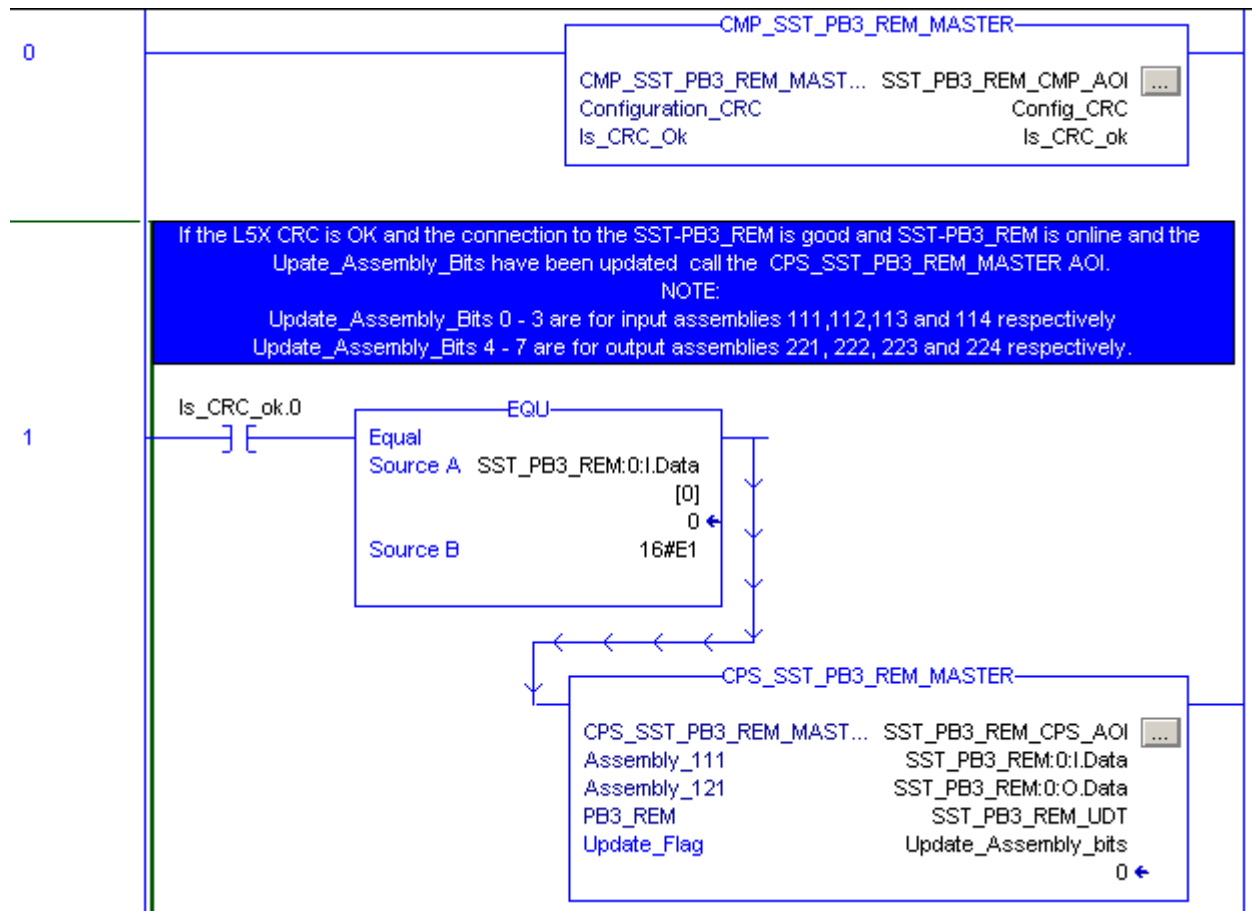 CMP_SST_PB3_REM_MASTER
0
CMP_SST_PB3_REM_MAST... SST_PB3_REM_CMP_AOI ...
Configuration_CRC Config_CRC
Is_CRC_Ok Is_CRC_ok
If the L5X CRC is OK and the connection to the SST-PB3_REM is good and SST-PB3_REM is online and the
Upate_Assembly_Bits have been updated call the CPS_SST_PB3_REM_MASTER AOI.
NOTE:
Update_Assembly_Bits 0 - 3 are for input assemblies 111,112,113 and 114 respectively
Update_Assembly_Bits 4 - 7 are for output assemblies 221, 222, 223 and 224 respectively.
Is_CRC_ok.0
EQU
1
Equal
Source A SST_PB3_REM:0:I.Data
[0]
0
Source B 16#E1
CPS_SST_PB3_REM_MASTER
CPS_SST_PB3_REM_MAST... SST_PB3_REM_CPS_AOI ...
Assembly_111 SST_PB3_REM:0:I.Data
Assembly_121 SST_PB3_REM:0:O.Data
PB3_REM SST_PB3_REM_UDT
Update_Flag Update_Assembly_bits
0